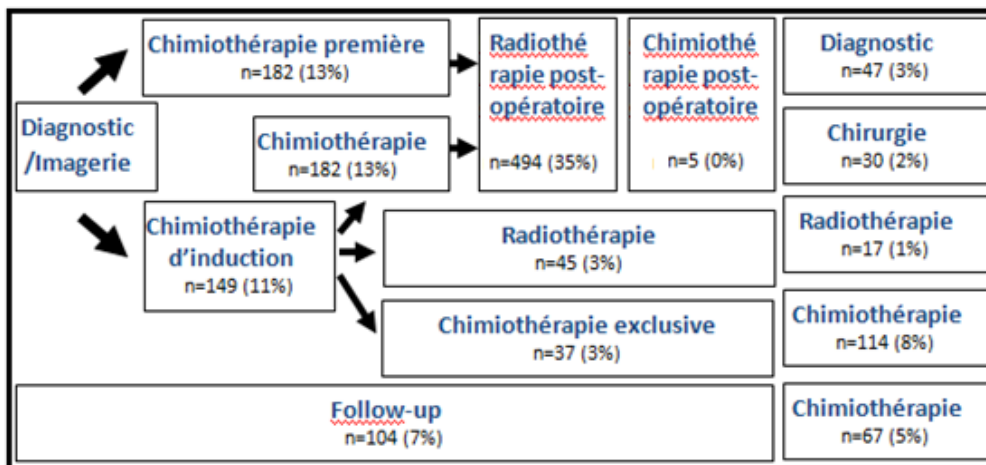 Chimiothérapie première
n=182 (13%)
Radiothé
rapie post-
opératoire
n=494 (35%)
Chimiothé
rapie post-
opératoire
n=5 (0%)
Diagnostic
n=47 (3%)
Diagnostic
/Imagerie
Chimiothérapie
n=182 (13%)
Chirurgie
n=30 (2%)
Chimiothérapie
d’induction
n=149 (11%)
Radiothérapie
n=45 (3%)
Radiothérapie
n=17 (1%)
Chimiothérapie exclusive
n=37 (3%)
Chimiothérapie
n=114 (8%)
Follow-up
n=104 (7%)
Chimiothérapie
n=67 (5%)